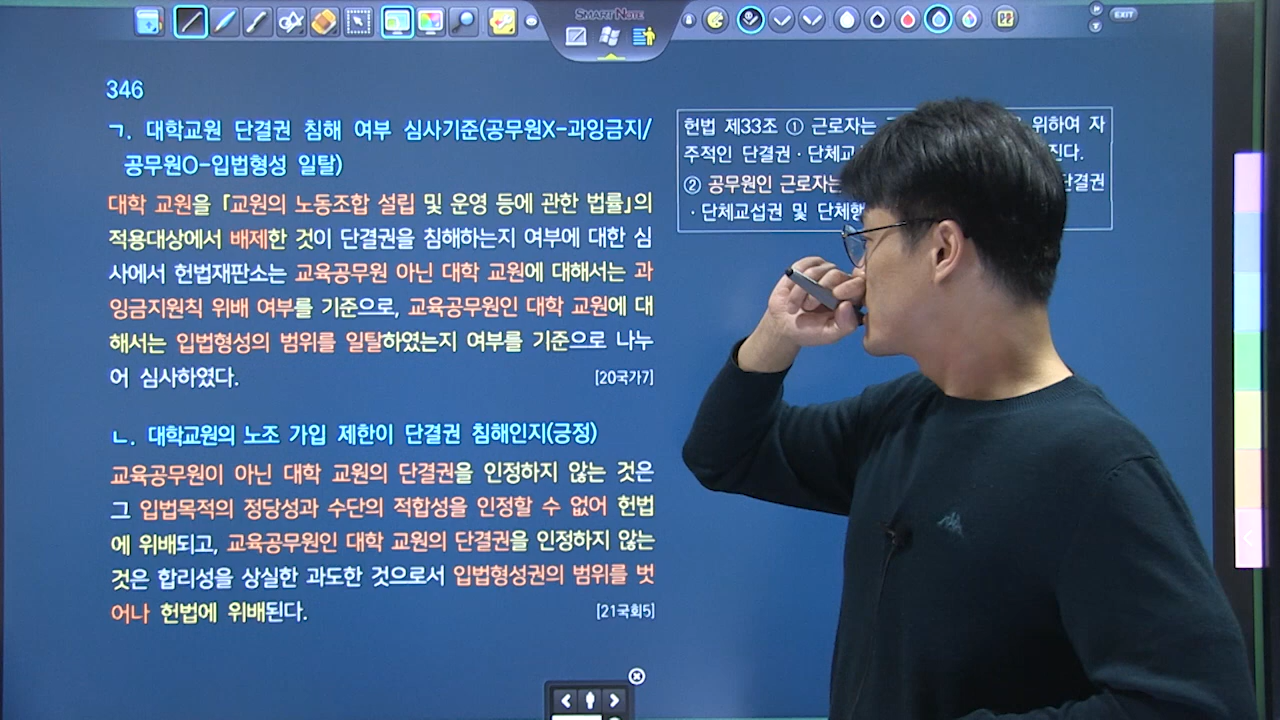 SMARTNOTE
EXIT
346
ㄱ. 대학교원 단결권 침해 여부 심사기준(공무원X-과잉금지/
공무원O-입법형성 일탈)
대학 교원을 「교원의 노동조합 설립 및 운영 등에 관한 법률」의
적용대상에서 배제한 것이 단결권을 침해하는지 여부에 대한 심
사에서 헌법재판소는 교육공무원 아닌 대학 교원에 대해서는 과
잉금지원칙 위배 여부를 기준으로, 교육공무원인 대학 교원에 대
해서는 입법형성의 범위를 일탈하였는지 여부를 기준으로 나누
어 심사하였다.
[20국가7]
ㄴ. 대학교원의 노조 가입 제한이 단결권 침해인지(긍정)
교육공무원이 아닌 대학 교원의 단결권을 인정하지 않는 것은
그 입법목적의 정당성과 수단의 적합성을 인정할 수 없어 헌법
에 위배되고, 교육공무원인 대학 교원의 단결권을 인정하지 않는
것은 합리성을 상실한 과도한 것으로서 입법형성권의 범위를 벗
어나 헌법에 위배된다.
[21국회5]
헌법 제33조 ① 근로자는 위하여 자
주적인 단결권·단체교 진다.
② 공무원인 근로자는 단결권
·단체교섭권 및 단체행